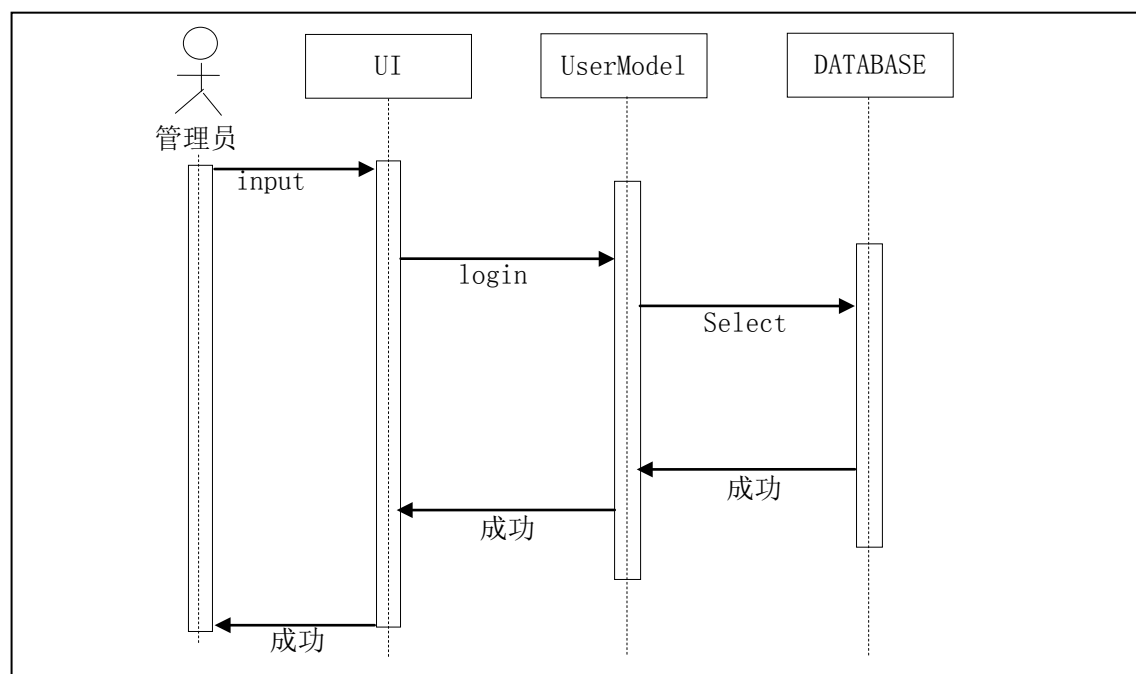 UI
UserModel
DATABASE
管理员
input
login
Select
成功
成功
成功